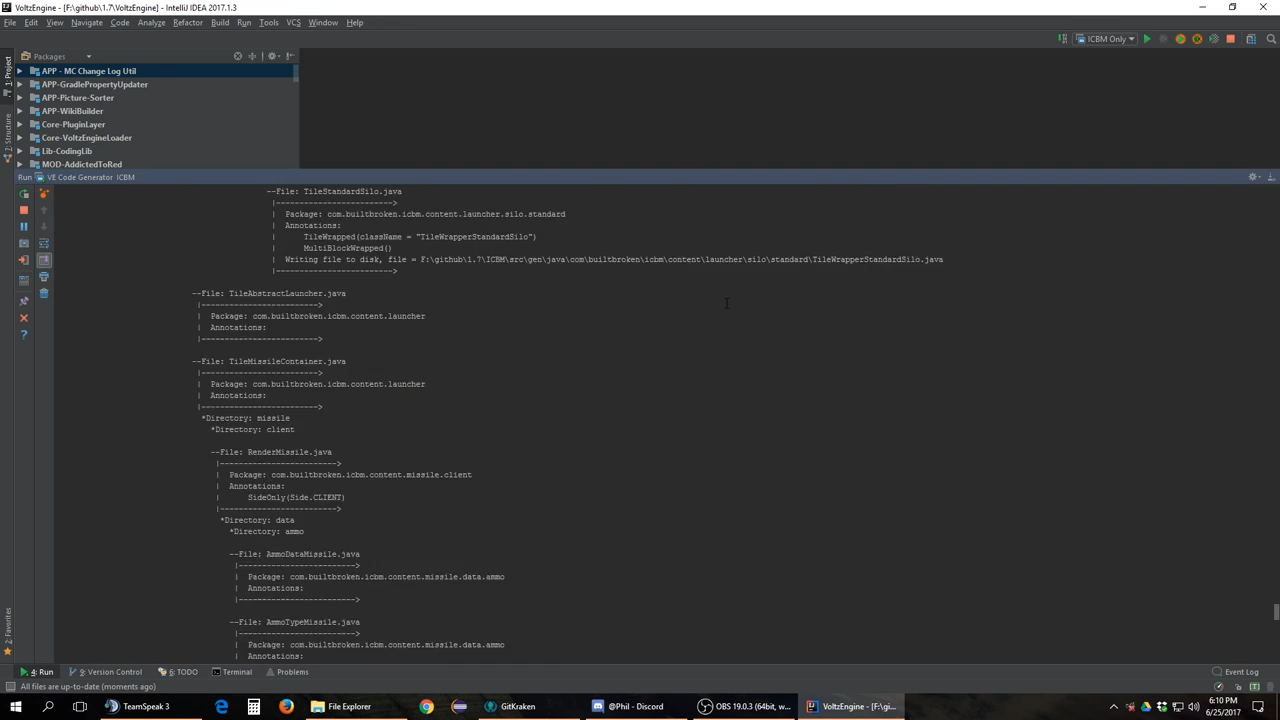 VoltzEngine - [F:\github\1.7\VoltzEngine] - IntelliJ IDEA 2017.1.3
File Edit View Navigate Code Analyze Refactor Build Run Tools VCS Window Help
ICBM Only
Packages
1: Project
APP - MC Change Log Util
APP-GradlePropertyUpdater
APP-Picture-Sorter
APP-WikiBuilder
7: Structure
Core-PluginLayer
Core-VoltzEngineLoader
Lib-CodingLib
MOD-AddictedToRed
Run VE Code Generator ICBM
--File: TileStandardSilo.java
|------------------------->
| Package: com.builtbroken.icbm.content.launcher.silo.standard
| Annotations:
| TileWrapped(className = "TileWrapperStandardSilo")
| MultiBlockWrapped()
| Writing file to disk, file = F:\github\1.7\ICBM\src\gen\java\com\builtbroken\icbm\content\launcher\silo\standard\TileWrapperStandardSilo.java
|------------------------->
--File: TileAbstractLauncher.java
|------------------------->
| Package: com.builtbroken.icbm.content.launcher
| Annotations:
|------------------------->
--File: TileMissileContainer.java
|------------------------->
| Package: com.builtbroken.icbm.content.launcher
| Annotations:
|------------------------->
*Directory: missile
*Directory: client
--File: RenderMissile.java
|------------------------->
| Package: com.builtbroken.icbm.content.missile.client
| Annotations:
| SideOnly(Side.CLIENT)
|------------------------->
*Directory: data
*Directory: ammo
--File: AmmoDataMissile.java
|------------------------->
| Package: com.builtbroken.icbm.content.missile.data.ammo
| Annotations:
|------------------------->
--File: AmmoTypeMissile.java
|------------------------->
| Package: com.builtbroken.icbm.content.missile.data.ammo
| Annotations:
2: Favorites
4: Run 9: Version Control 6: TODO Terminal Problems Event Log
All files are up-to-date (moments ago)
TeamSpeak 3 File Explorer GitKraken @Phil - Discord OBS 19.0.3 (64bit, w... VoltzEngine - [F:\gi... 6:10 PM
6/25/2017